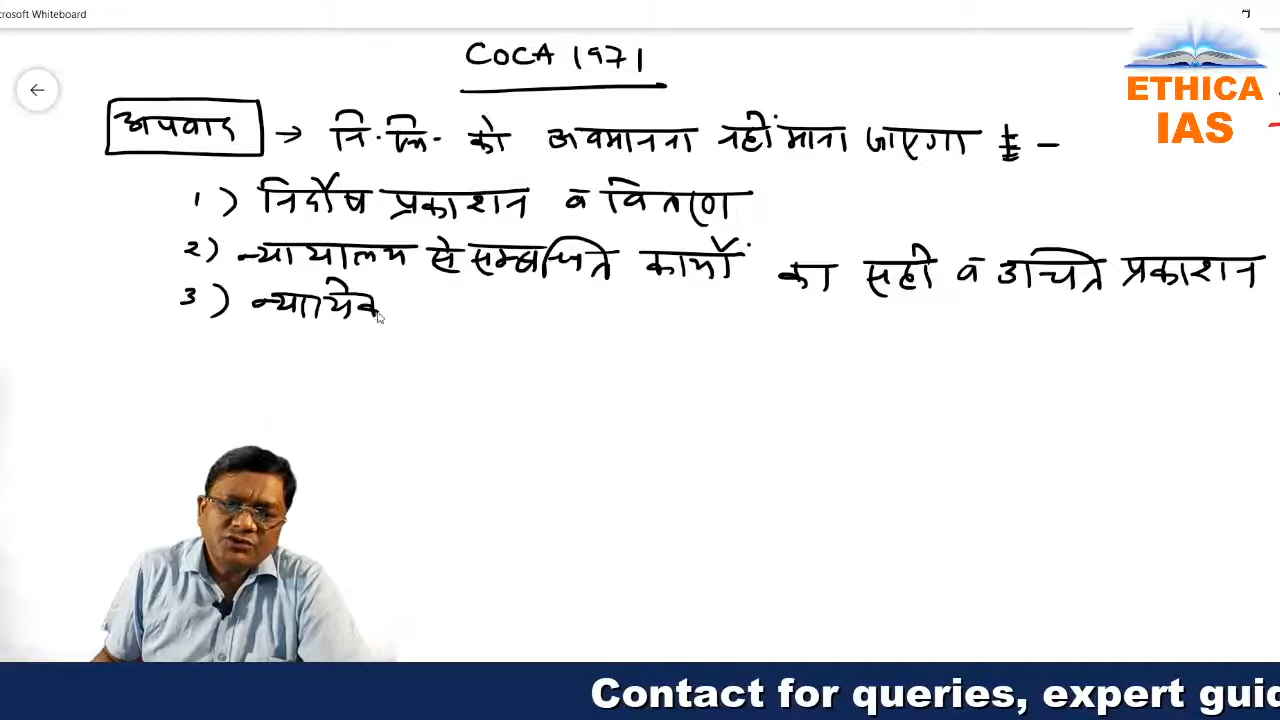 crosoft Whiteboard
COCA 1971
ETHICA
IAS
अपवाद → नि.लि. को अवमानना नहीं माना जाएगा -
1) निर्दोष प्रकाशन व वितरण
2) न्यायालय से सम्बन्धित कार्यों का सही व उचित प्रकाशन
3) न्यायिक
Contact for queries, expert guid